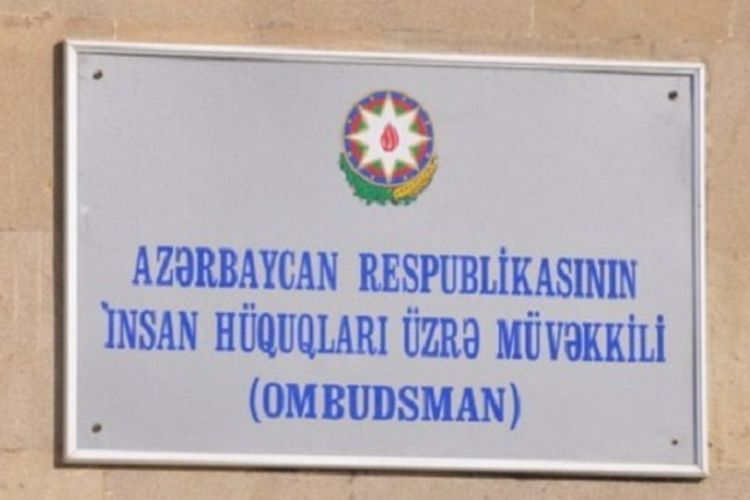 AZƏRBAYCAN RESPUBLİKASININ
İNSAN HÜQUQLARI ÜZRƏ MÜVƏKKİLİ
(OMBUDSMAN)